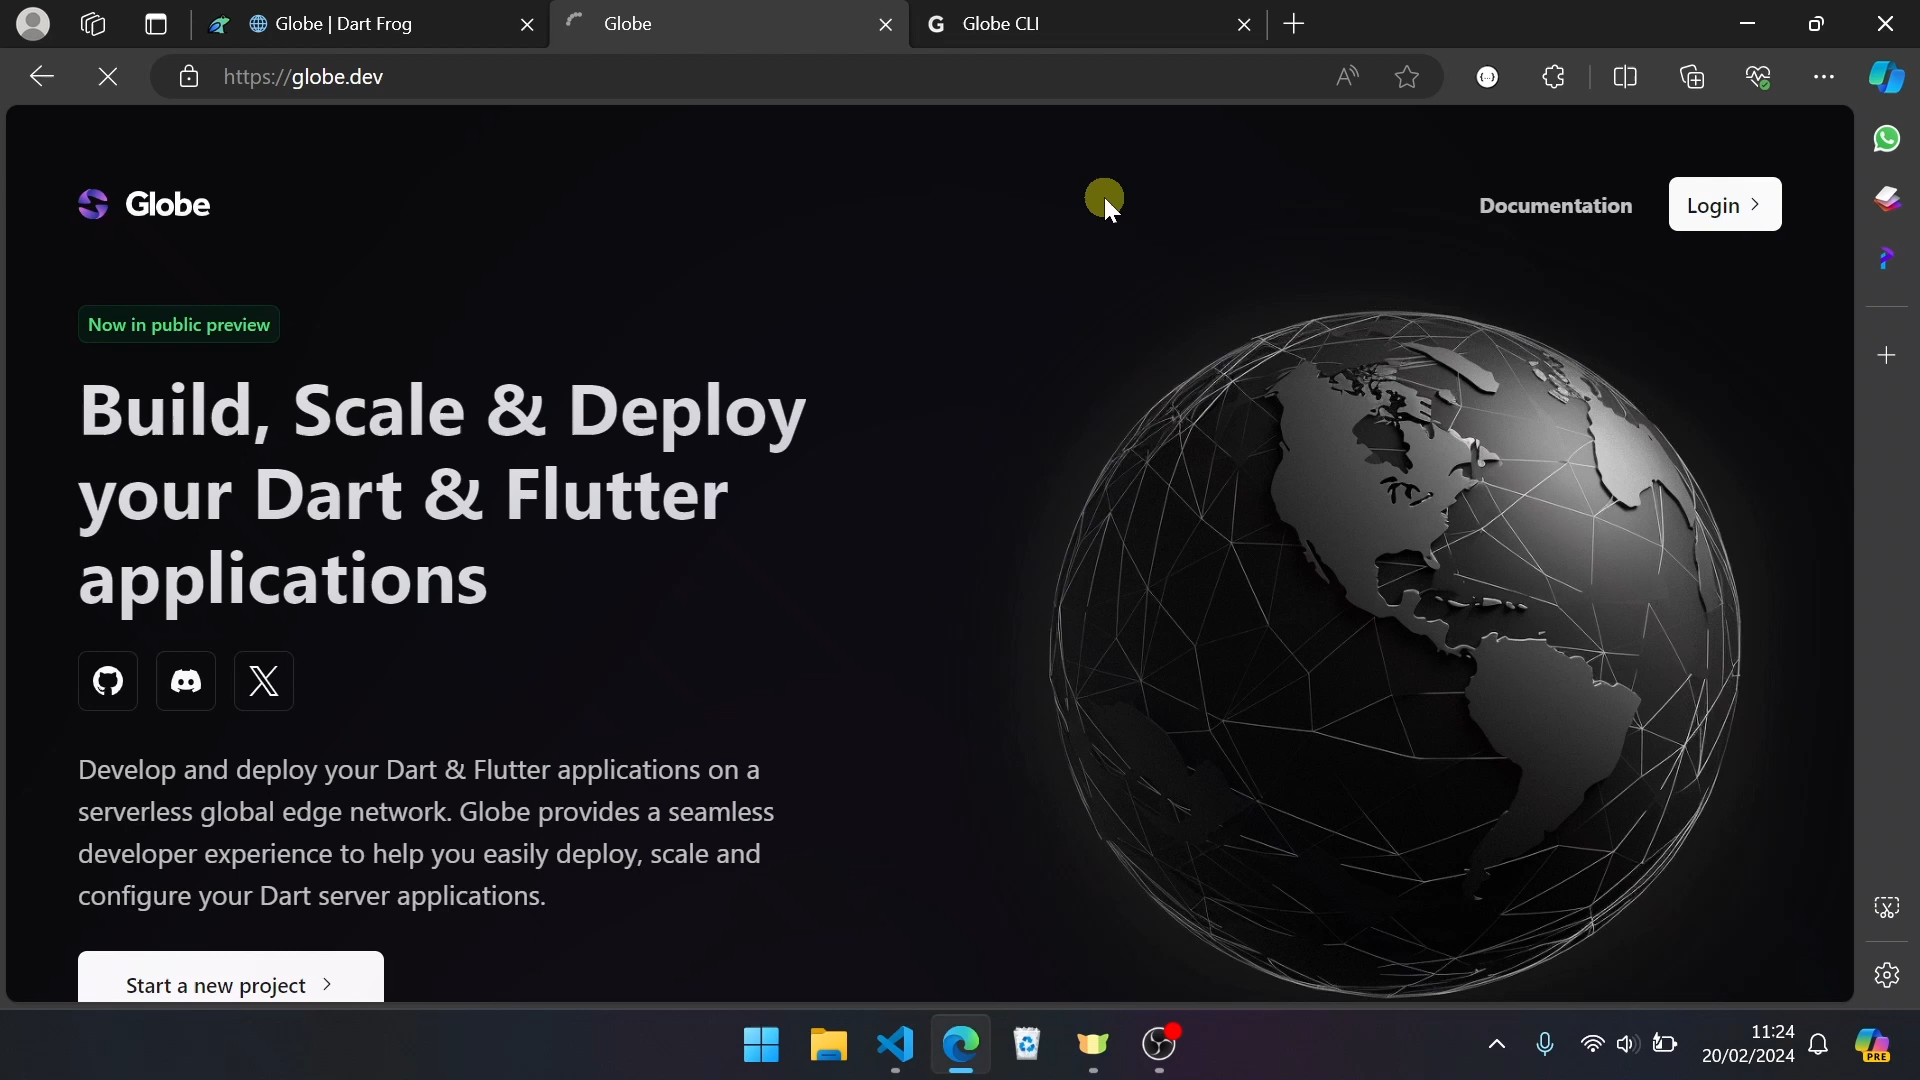 Globe | Dart Frog
Globe
Globe CLI
https://globe.dev
Globe
Documentation
Login
Now in public preview
Build, Scale & Deploy
your Dart & Flutter
applications
Develop and deploy your Dart & Flutter applications on a
serverless global edge network. Globe provides a seamless
developer experience to help you easily deploy, scale and
configure your Dart server applications.
Start a new project
11:24
20/02/2024
PRE